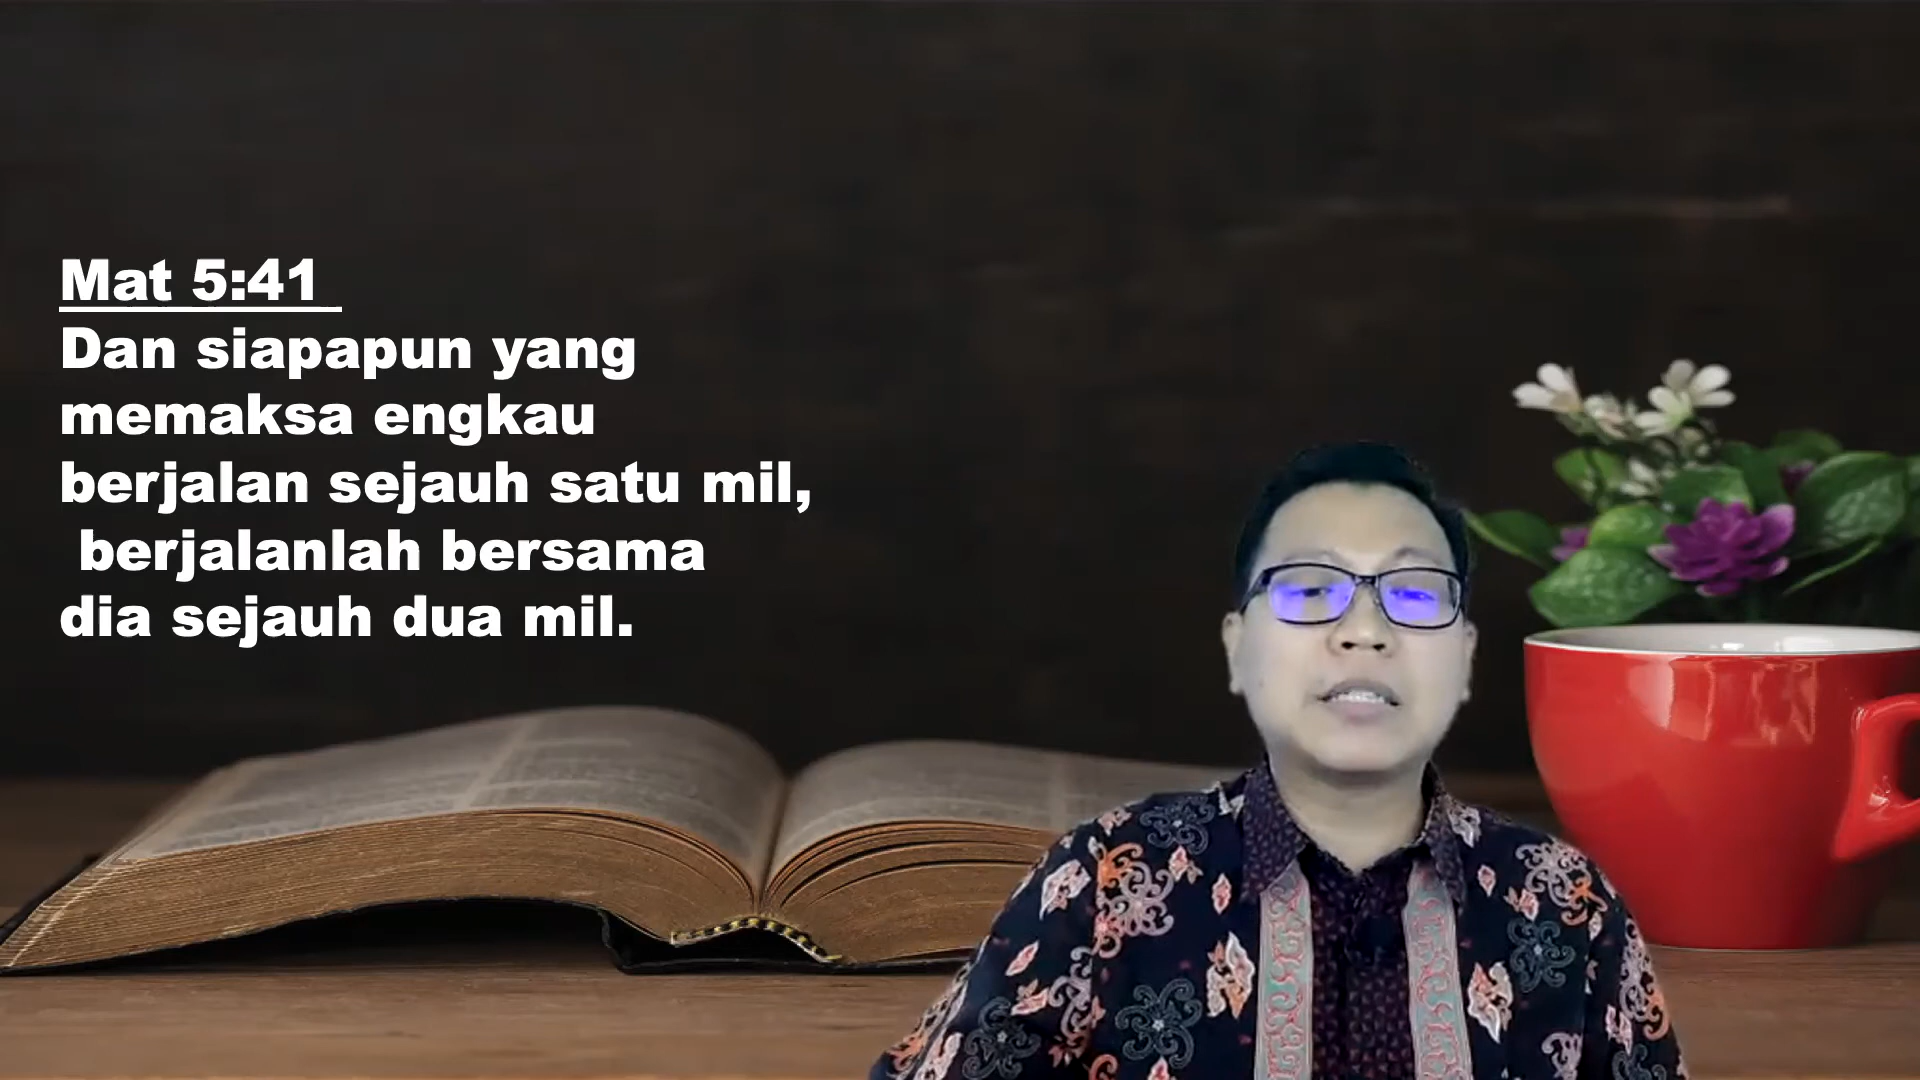 Mat 5:41
Dan siapapun yang
memaksa engkau
berjalan sejauh satu mil,
berjalanlah bersama
dia sejauh dua mil.